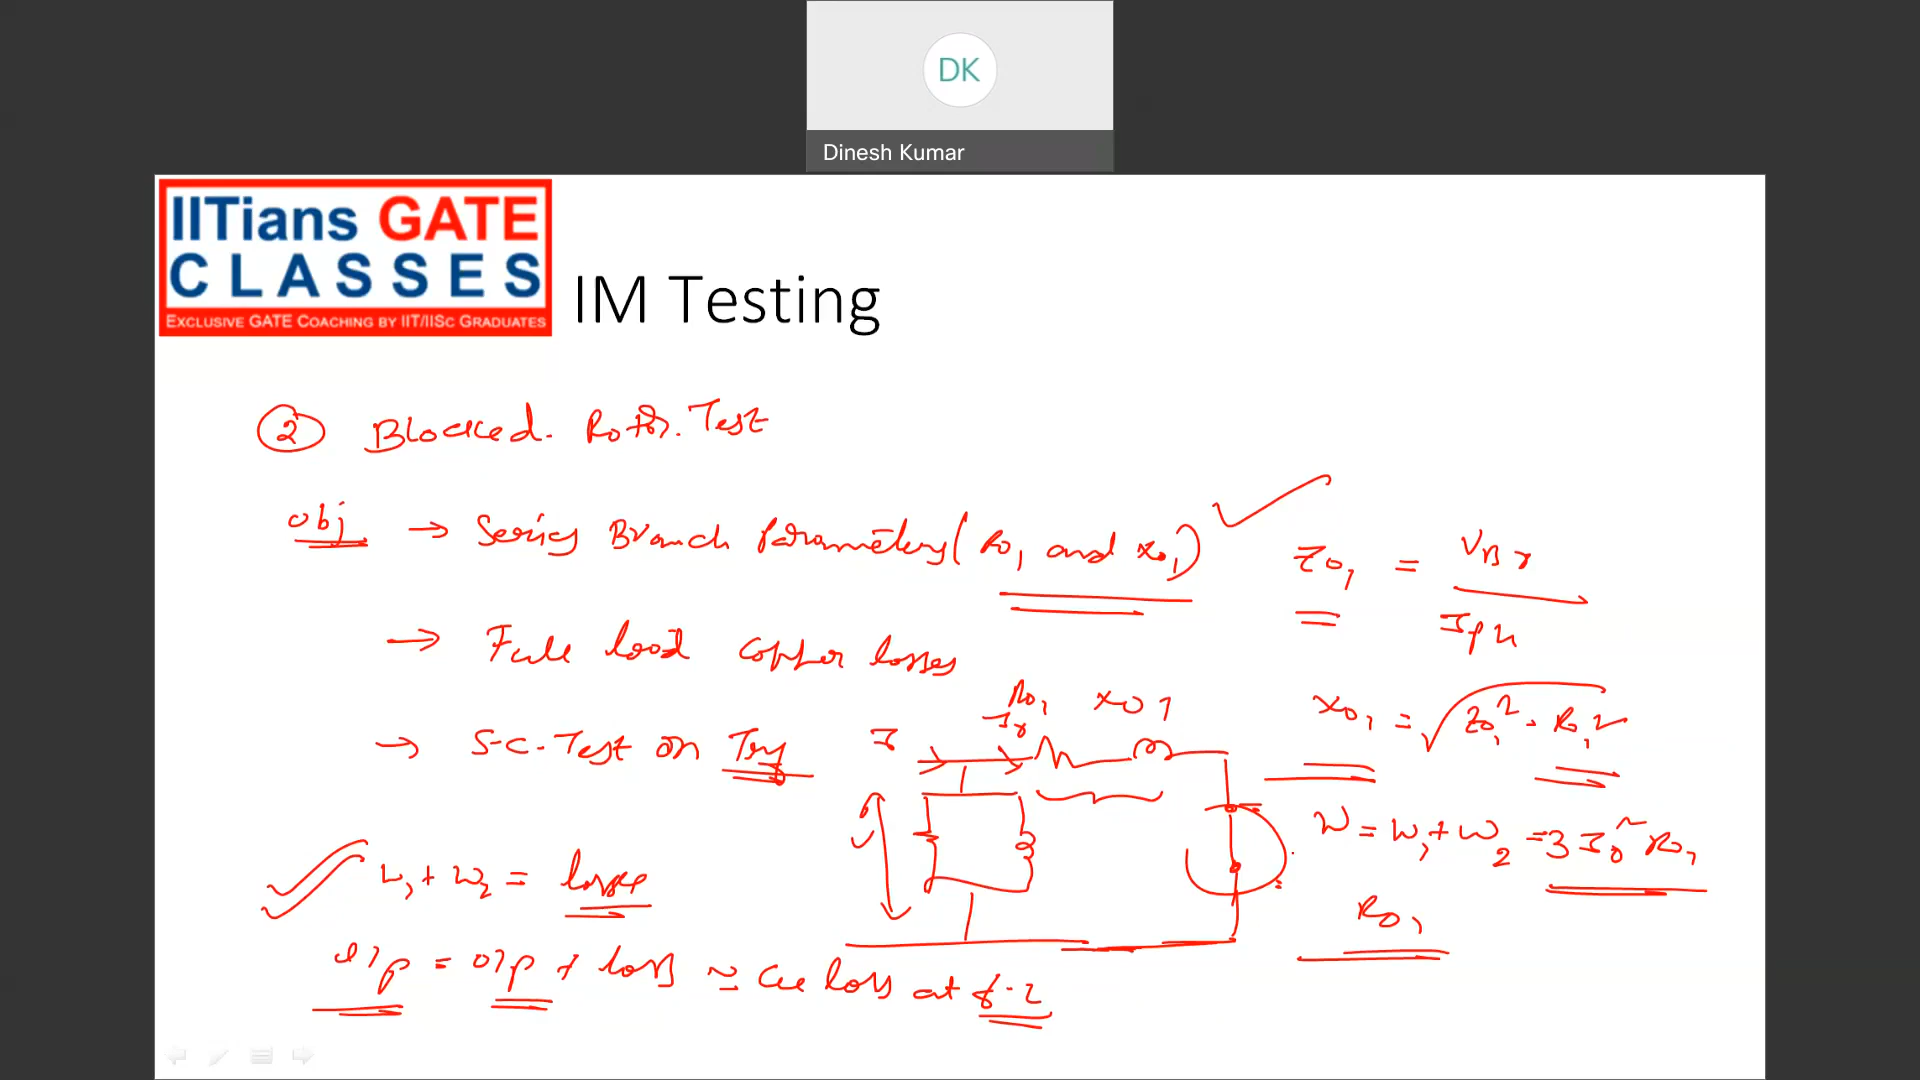 DK
Dinesh Kumar
IITians GATE
CLASSES
EXCLUSIVE GATE COACHING BY IIT/IISC GRADUATES
IM Testing
② Blocked. Rotor. Test
obj → Series Branch Parameters (R01 and X01) ✓
Z01 = VBr / Iph
→ Full load copper losses
X01 = √Z01² - R01²
→ S.C. Test on Trf
I Ir R01 X01
W = W1 + W2 = 3 I0² R01
R01
W1 + W2 = losses
i/p = o/p + loss ≈ Cu loss at f.l